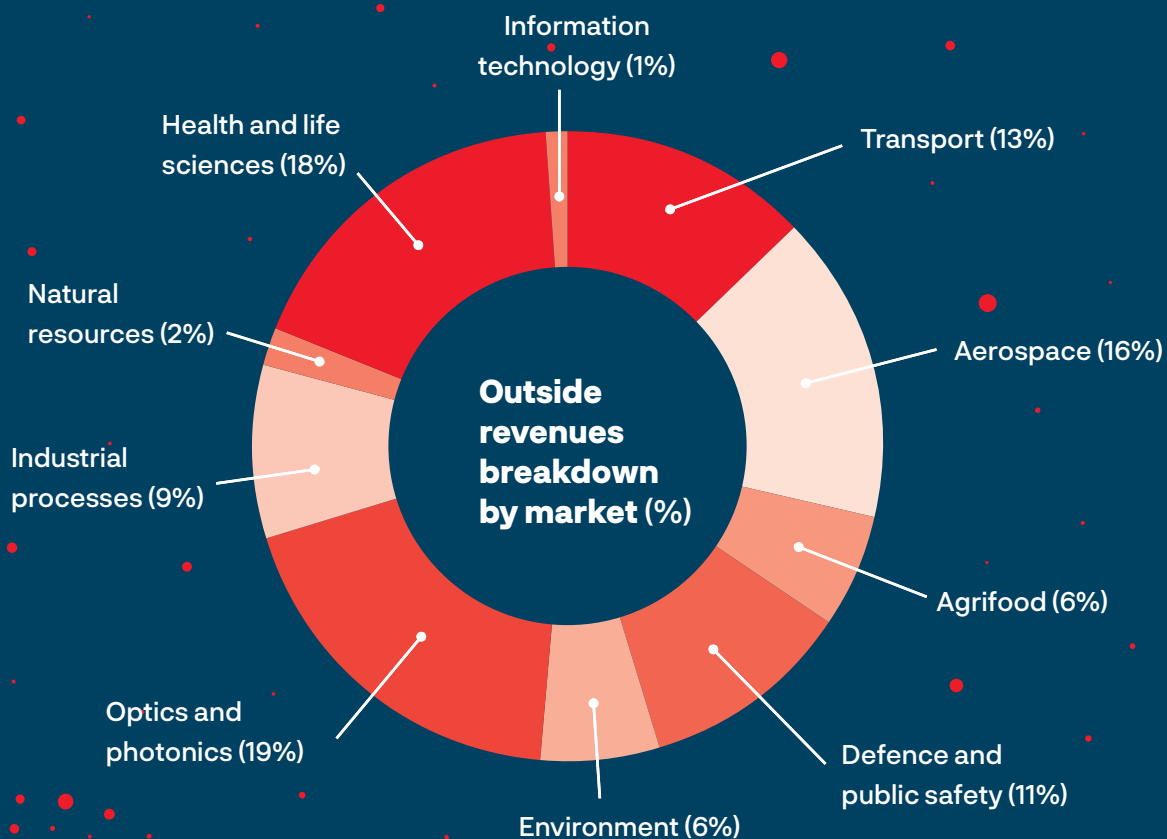 Information
technology (1%)
Transport (13%)
Aerospace (16%)
Agrifood (6%)
Defence and
public safety (11%)
Environment (6%)
Optics and
photonics (19%)
Industrial
processes (9%)
Natural
resources (2%)
Health and life
sciences (18%)
Outside
revenues
breakdown
by market (%)